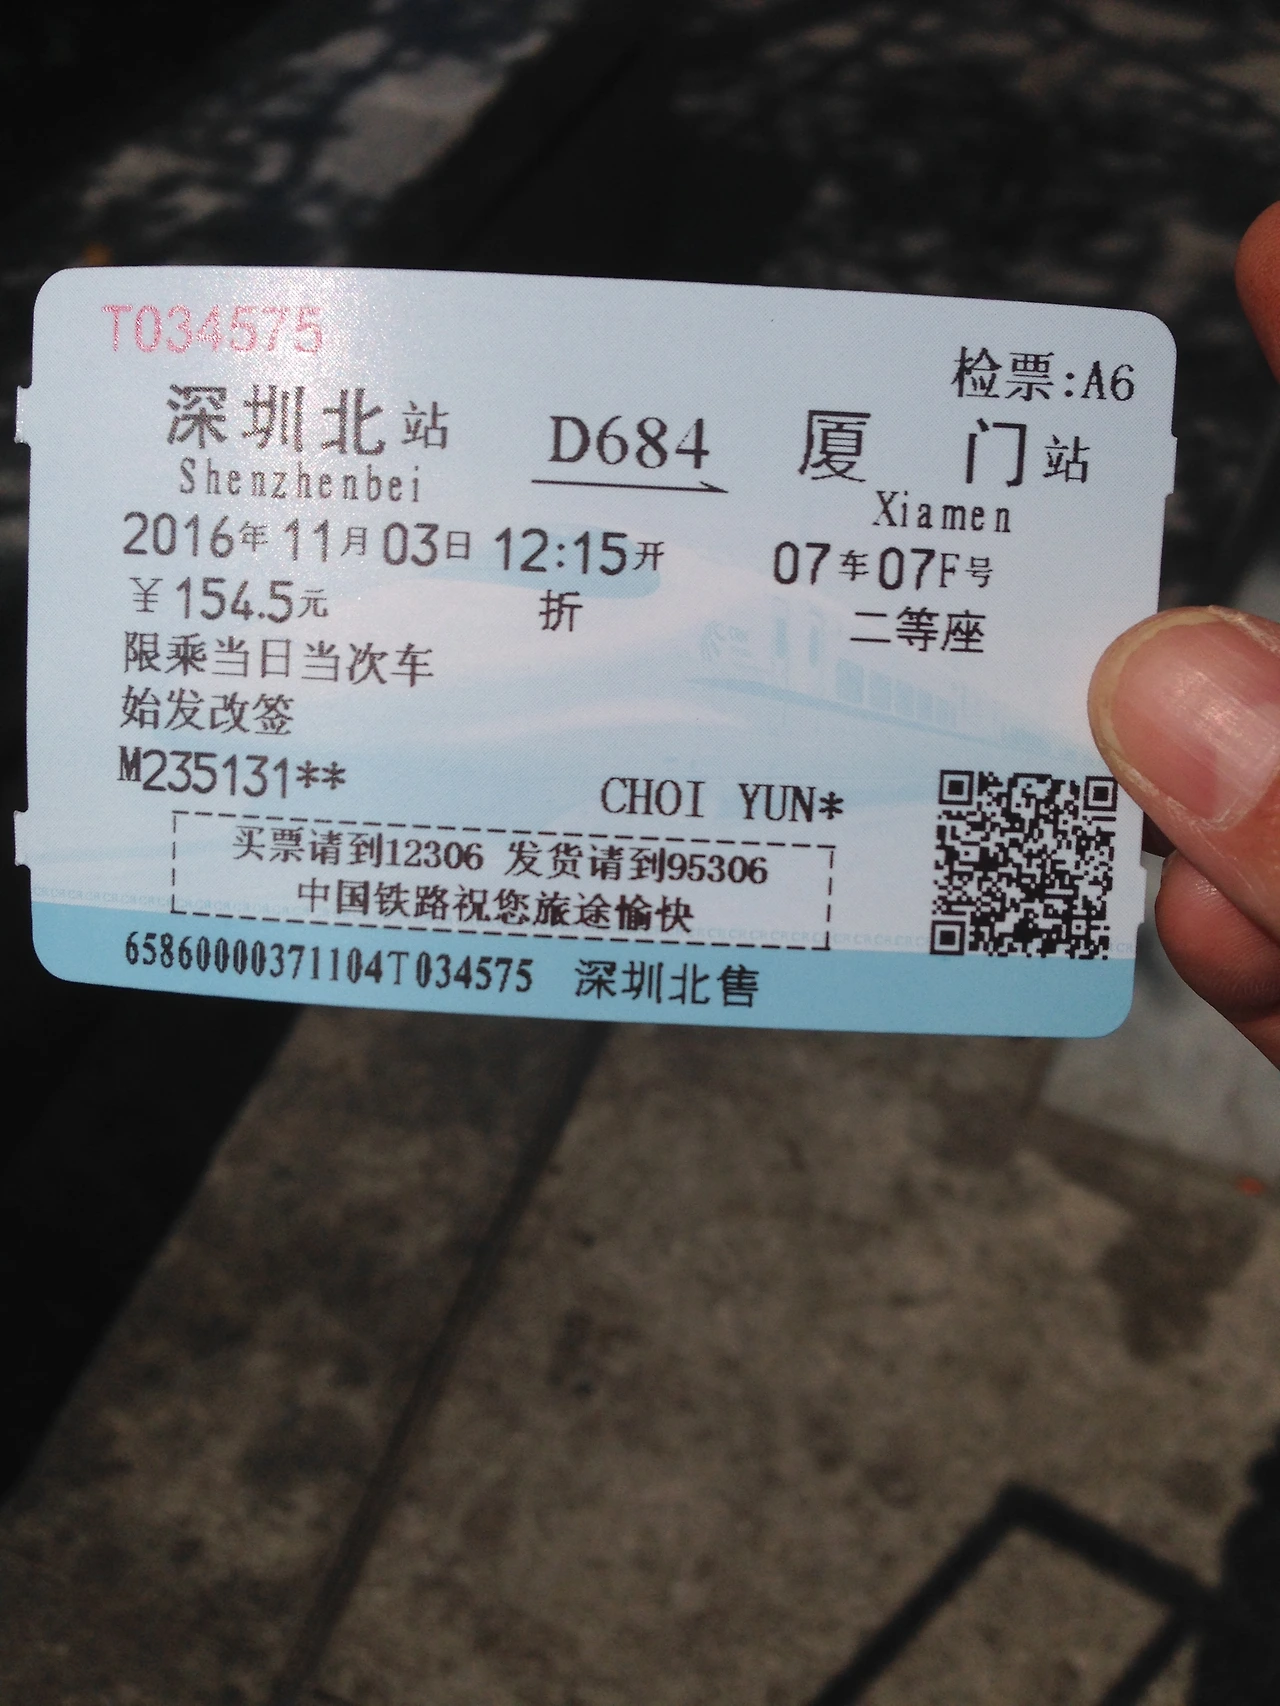 T034575
检票:A6
深圳北站 D684 厦门站
Shenzhenbei Xiamen
2016年11月03日 12:15开 07车07F号
¥154.5元 折 二等座
限乘当日当次车
始发改签
M235131** CHOI YUN*
买票请到12306 发货请到95306
中国铁路祝您旅途愉快
65860000371104T034575 深圳北售